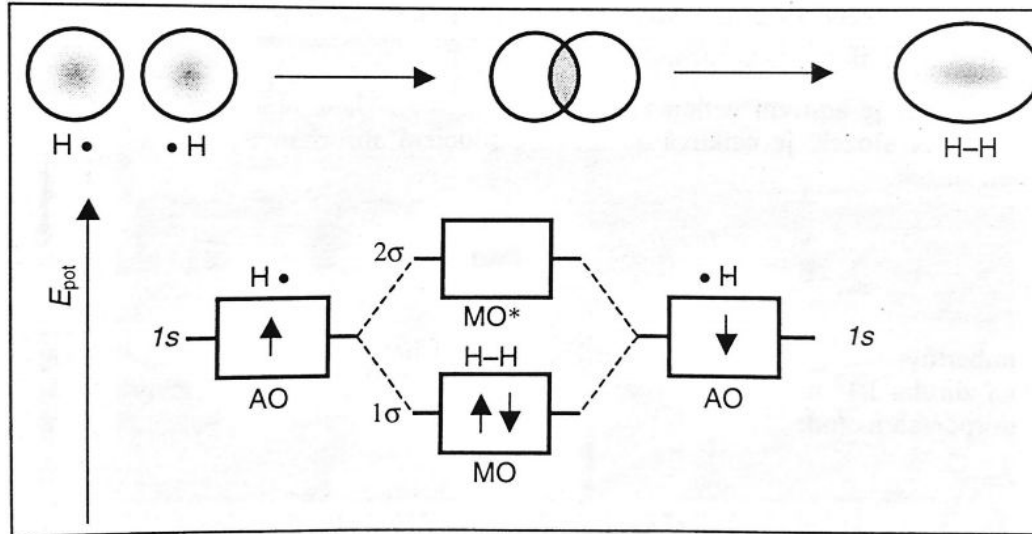 H • • H H–H
E_pot
2σ
H • • H
MO*
1s 1s
H–H
AO AO
1σ
MO